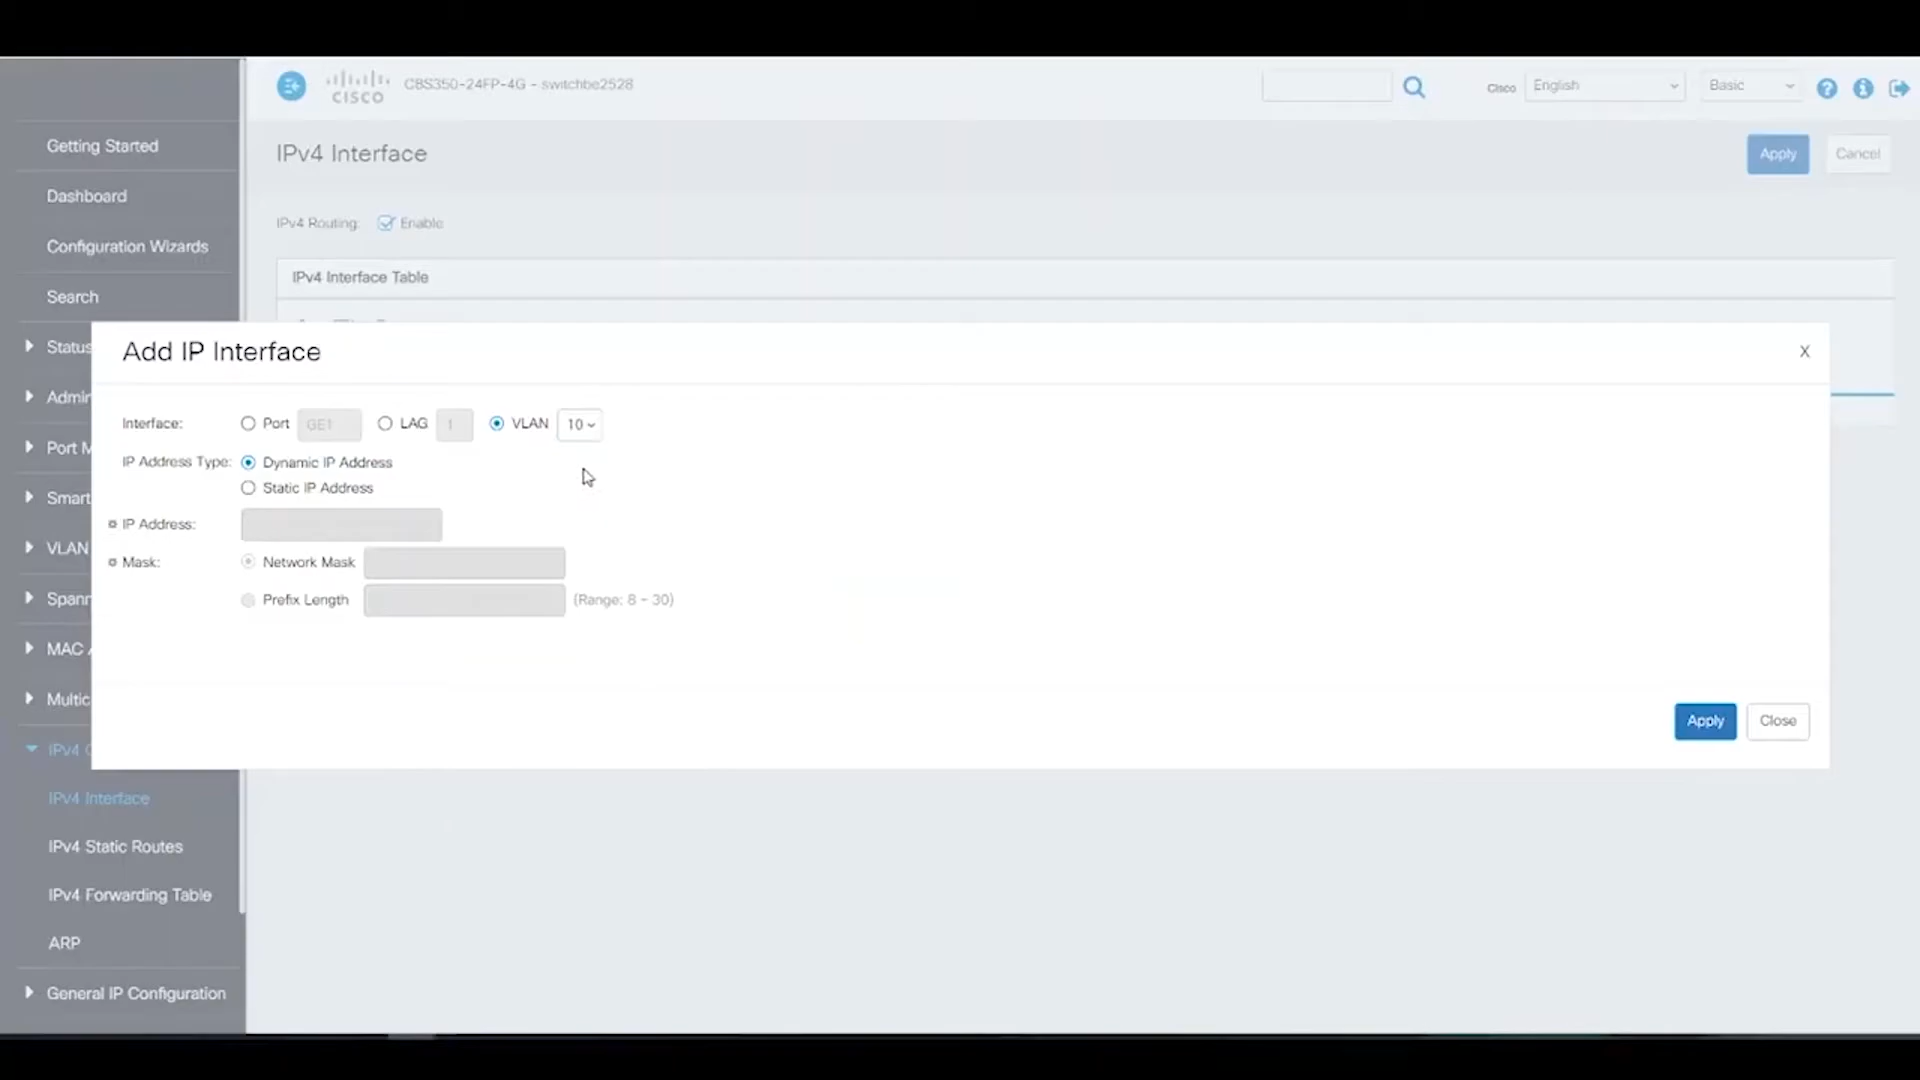 CISCO CBS350-24FP-4G - switchbe2528 Cisco English Basic
Getting Started
IPv4 Interface Apply Cancel
Dashboard
IPv4 Routing: Enable
Configuration Wizards
IPv4 Interface Table
Search
Status
Add IP Interface X
Admin
Interface: Port GE1 LAG 1 VLAN 10
Port M
IP Address Type: Dynamic IP Address
Static IP Address
Smart
IP Address:
VLAN
Mask: Network Mask
Prefix Length (Range: 8 - 30)
Spann
MAC A
Multic
Apply Close
IPv4 C
IPv4 Interface
IPv4 Static Routes
IPv4 Forwarding Table
ARP
General IP Configuration